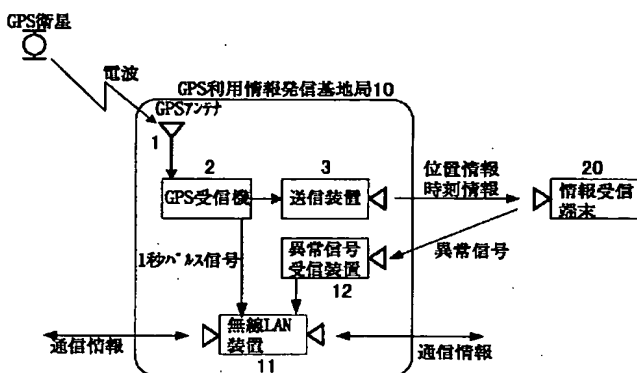 GPS衛星
電波
GPS利用情報発信基地局10
GPSアンテナ
1
2
3
20
GPS受信機
送信装置
位置情報
時刻情報
情報受信
端末
1秒パルス信号
異常信号
受信装置
異常信号
12
無線LAN
装置
通信情報
通信情報
11